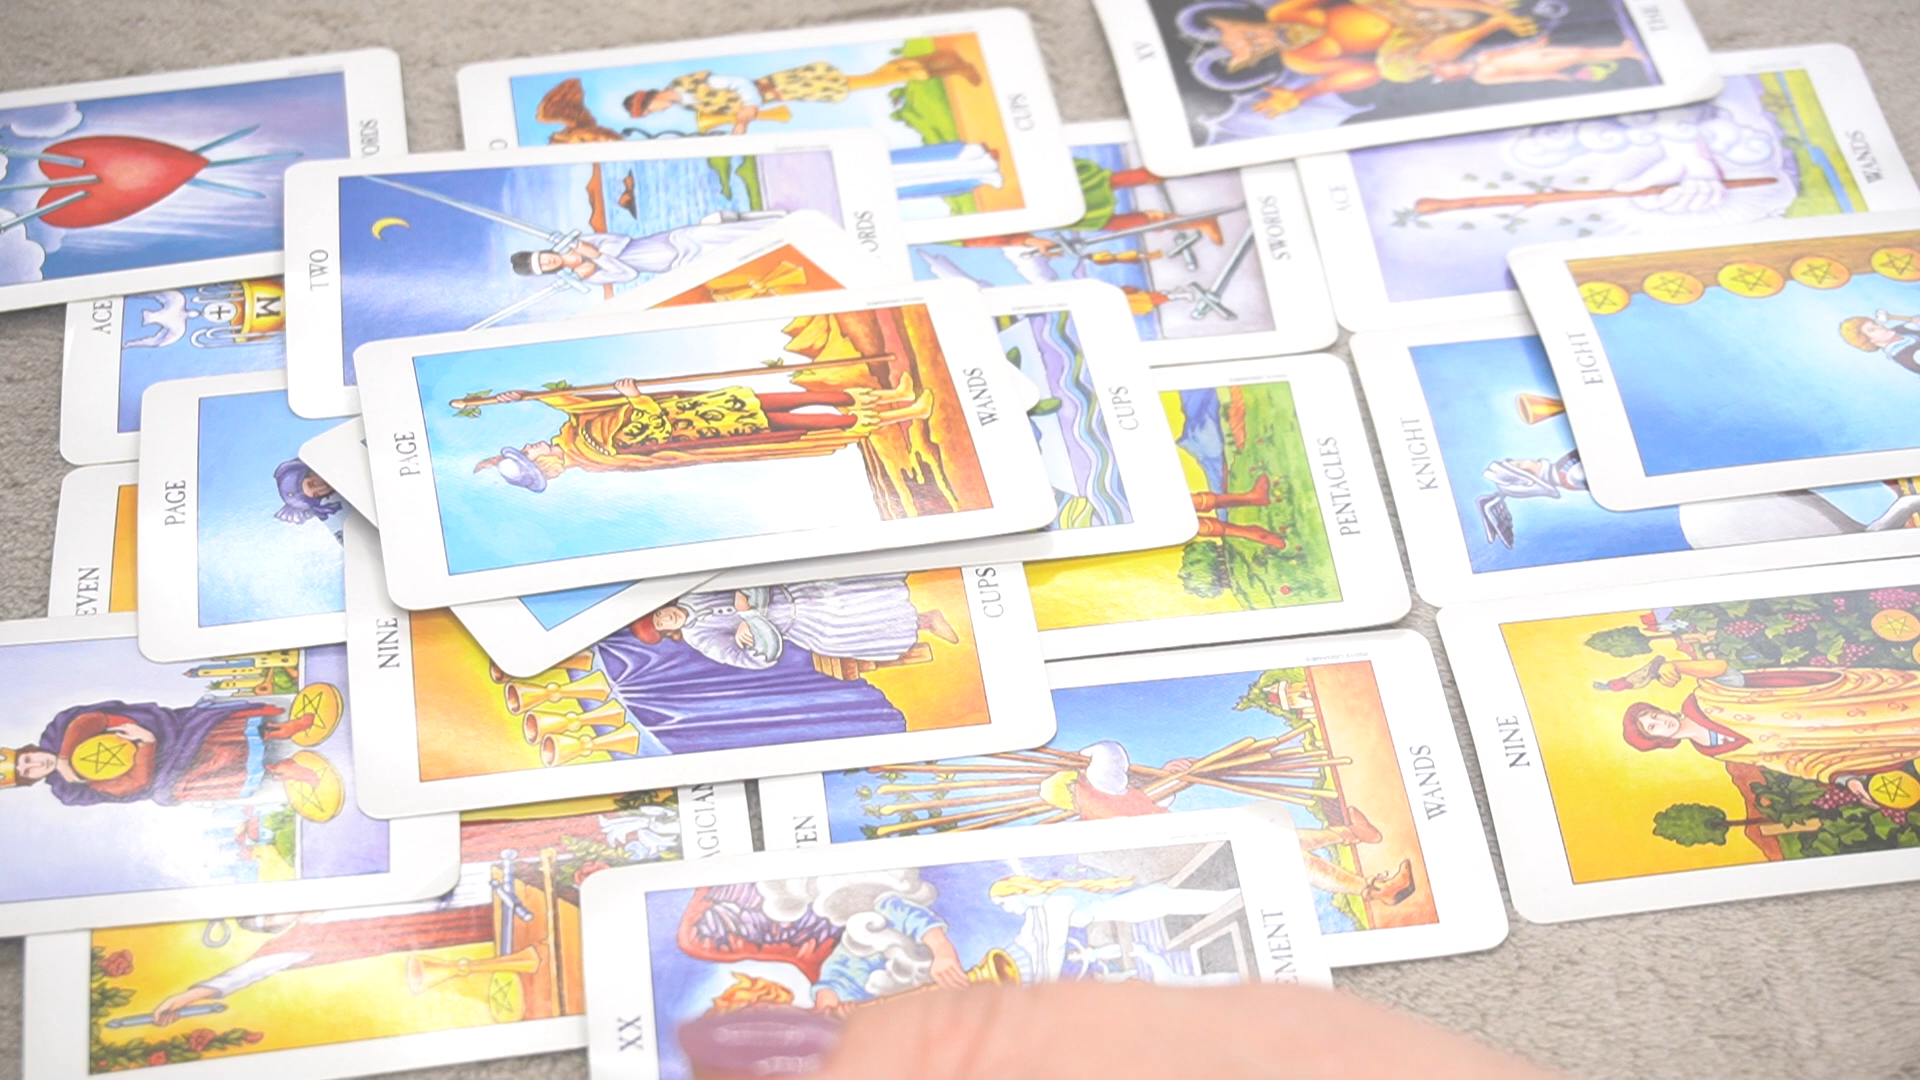 ORDS
CUPS
XV
THE
TWO
ORDS
SWORDS
ACE
WANDS
ACE
M
PAGE
WANDS
CUPS
PENTACLES
KNIGHT
EIGHT
PAGE
EVEN
NINE
CUPS
AGICIAN
EN
WANDS
NINE
XX
EMENT